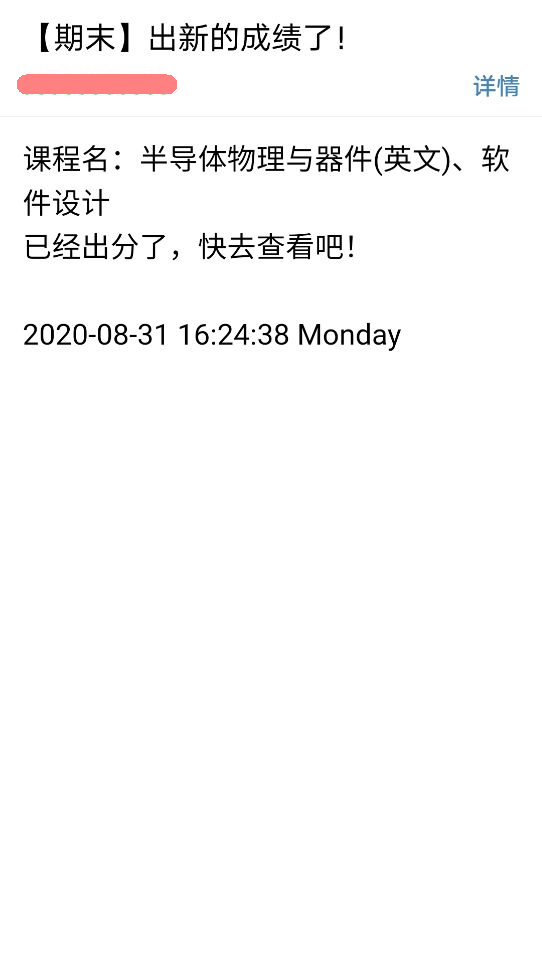 【期末】出新的成绩了！
详情
课程名：半导体物理与器件(英文)、软
件设计
已经出分了，快去查看吧！
2020-08-31 16:24:38 Monday